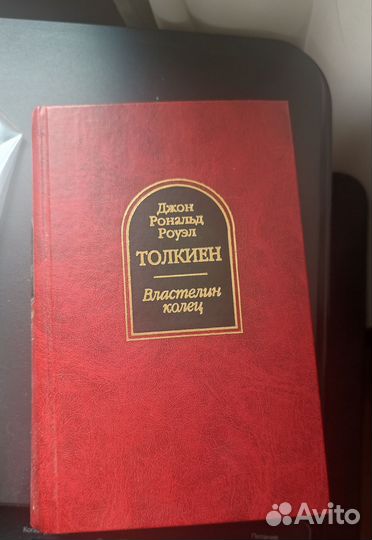 Джон
Рональд
Роуэл
ТОЛКИЕН
Властелин
колец
Avito